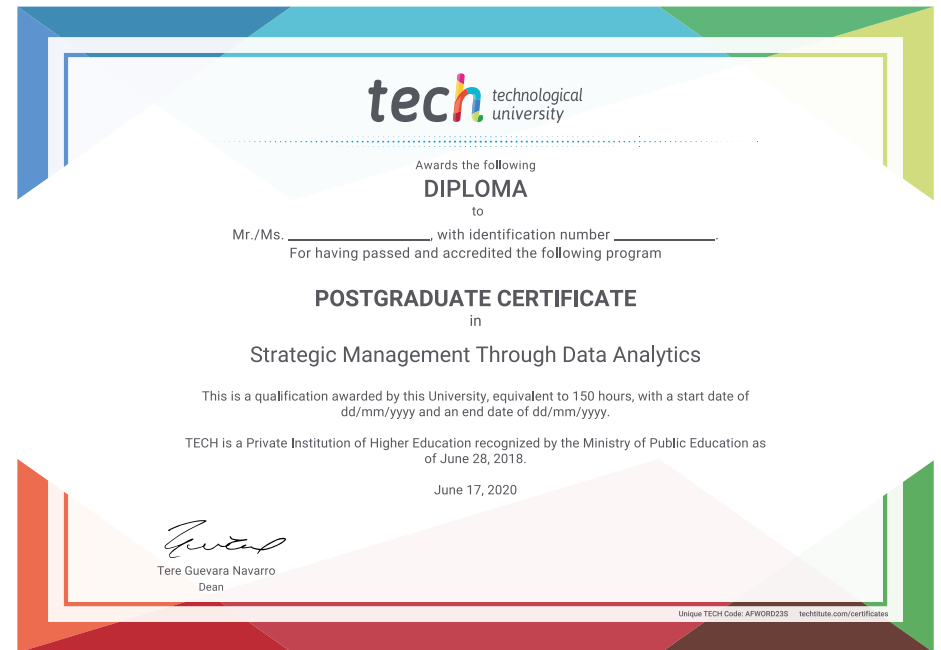 tech technological
university
Awards the following
DIPLOMA
to
Mr./Ms. ____________________, with identification number ______________.
For having passed and accredited the following program
POSTGRADUATE CERTIFICATE
in
Strategic Management Through Data Analytics
This is a qualification awarded by this University, equivalent to 150 hours, with a start date of
dd/mm/yyyy and an end date of dd/mm/yyyy.
TECH is a Private Institution of Higher Education recognized by the Ministry of Public Education as
of June 28, 2018.
June 17, 2020
Tere Guevara Navarro
Dean
Unique TECH Code: AFWORD23S techtitute.com/certificates